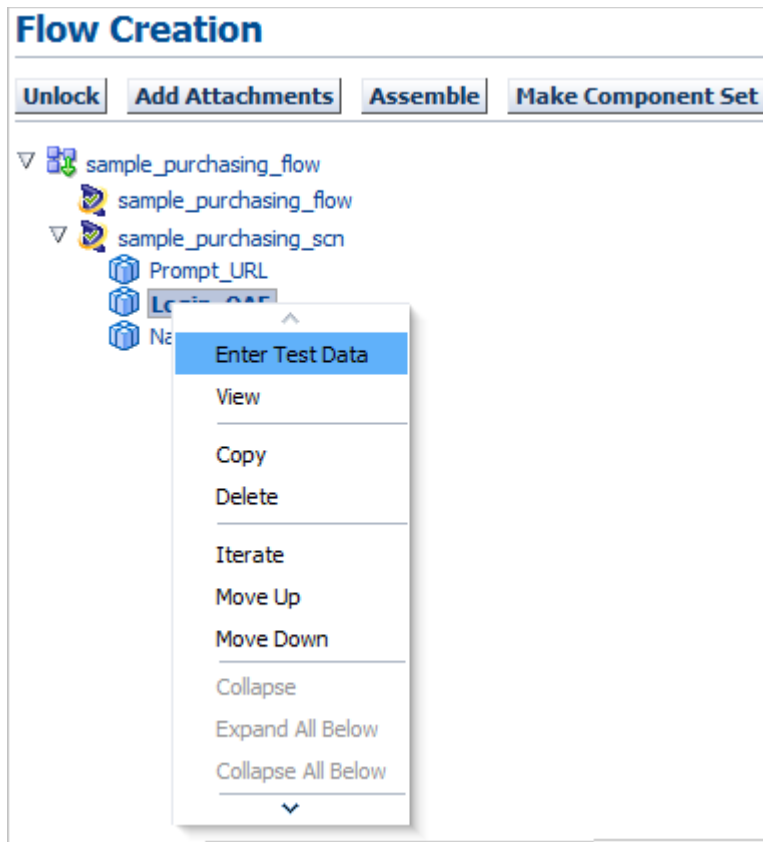 Flow Creation
Unlock Add Attachments Assemble Make Component Set
sample_purchasing_flow
sample_purchasing_flow
sample_purchasing_scn
Prompt_URL
Enter Test Data
View
Copy
Delete
Iterate
Move Up
Move Down
Collapse
Expand All Below
Collapse All Below